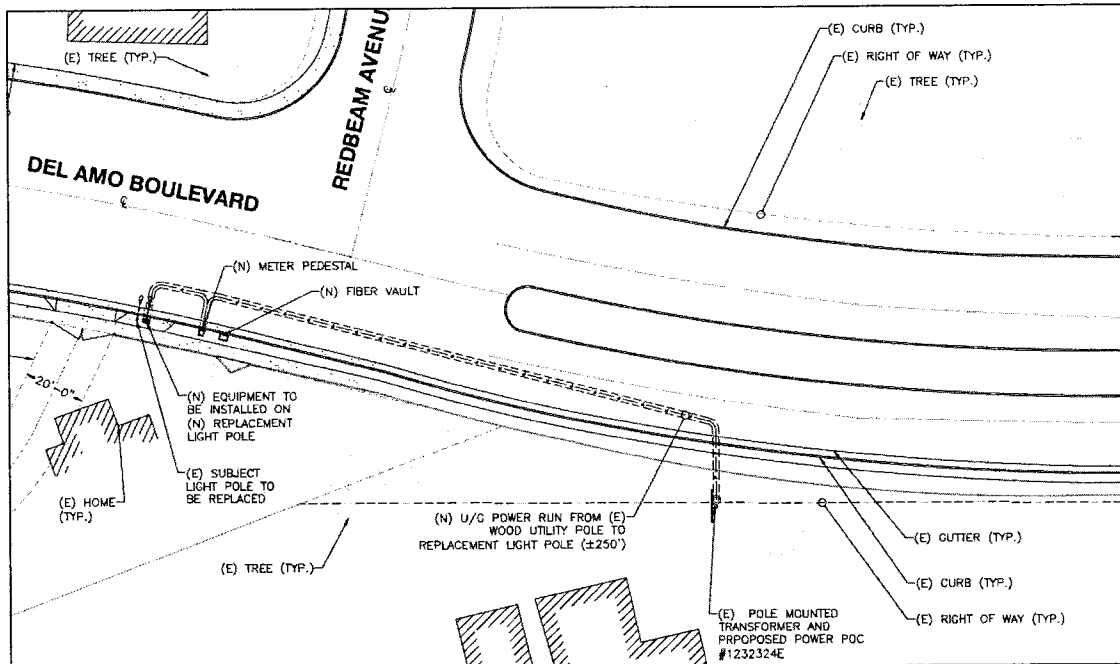 (E) TREE (TYP.)
REDBEAM AVENU
℄
(E) CURB (TYP.)
(E) RIGHT OF WAY (TYP.)
(E) TREE (TYP.)
DEL AMO BOULEVARD
℄
(N) METER PEDESTAL
(N) FIBER VAULT
20'-0"
(N) EQUIPMENT TO
BE INSTALLED ON
(N) REPLACEMENT
LIGHT POLE
(E) SUBJECT
LIGHT POLE TO
BE REPLACED
(E) HOME
(TYP.)
(N) U/G POWER RUN FROM (E)
WOOD UTILITY POLE TO
REPLACEMENT LIGHT POLE (±250')
(E) TREE (TYP.)
(E) GUTTER (TYP.)
(E) CURB (TYP.)
(E) RIGHT OF WAY (TYP.)
(E) POLE MOUNTED
TRANSFORMER AND
PRPOPOSED POWER POC
#1232324E